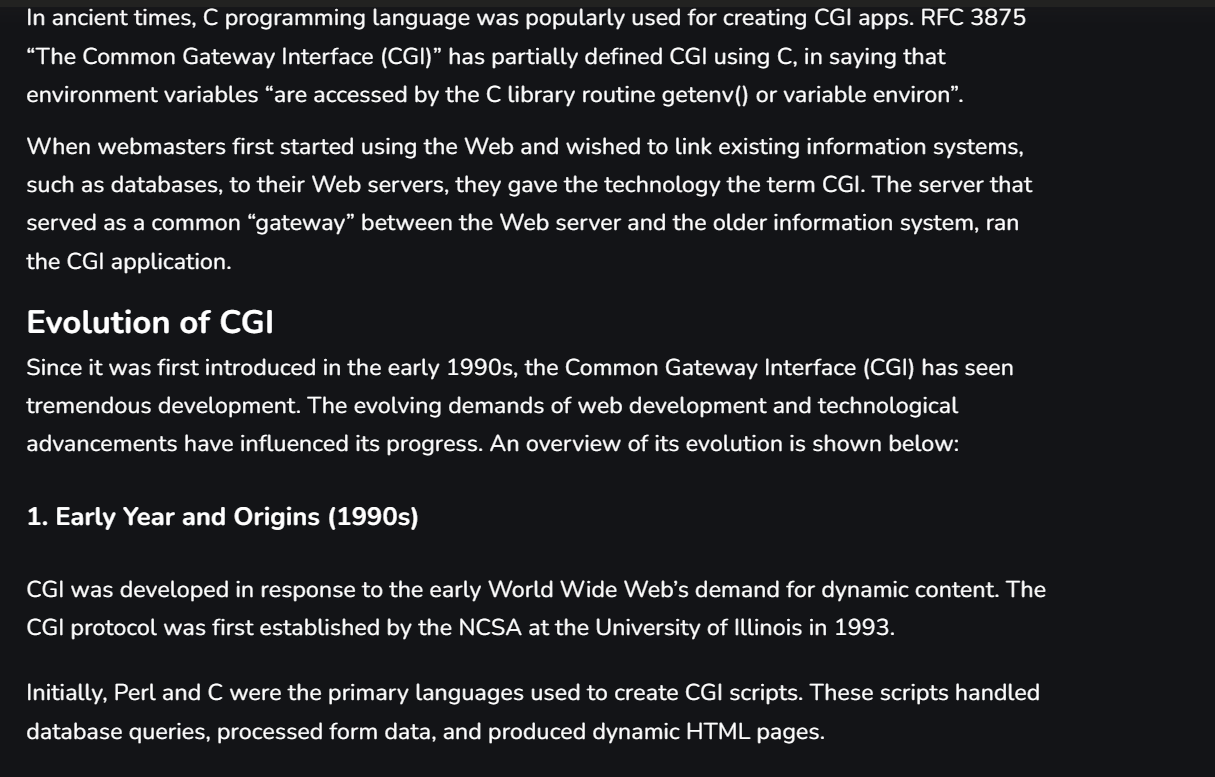 In ancient times, C programming language was popularly used for creating CGI apps. RFC 3875
“The Common Gateway Interface (CGI)” has partially defined CGI using C, in saying that
environment variables “are accessed by the C library routine getenv() or variable environ”.
When webmasters first started using the Web and wished to link existing information systems,
such as databases, to their Web servers, they gave the technology the term CGI. The server that
served as a common “gateway” between the Web server and the older information system, ran
the CGI application.
Evolution of CGI
Since it was first introduced in the early 1990s, the Common Gateway Interface (CGI) has seen
tremendous development. The evolving demands of web development and technological
advancements have influenced its progress. An overview of its evolution is shown below:
1. Early Year and Origins (1990s)
CGI was developed in response to the early World Wide Web’s demand for dynamic content. The
CGI protocol was first established by the NCSA at the University of Illinois in 1993.
Initially, Perl and C were the primary languages used to create CGI scripts. These scripts handled
database queries, processed form data, and produced dynamic HTML pages.